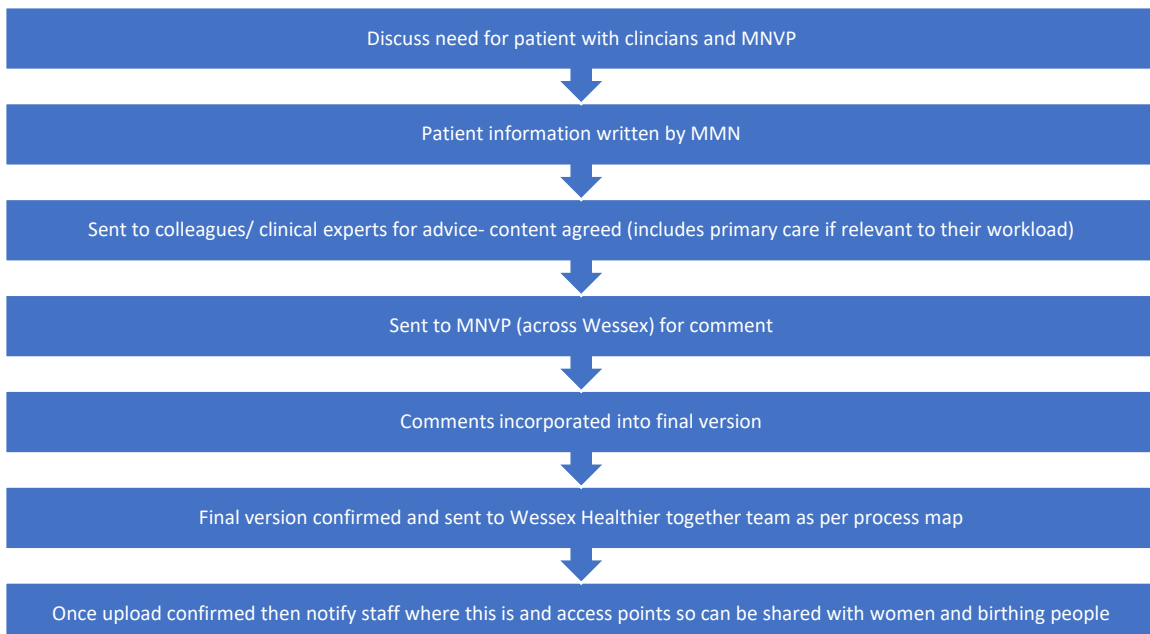 Discuss need for patient with clincians and MNVP
Patient information written by MMN
Sent to colleagues/ clinical experts for advice- content agreed (includes primary care if relevant to their workload)
Sent to MNVP (across Wessex) for comment
Comments incorporated into final version
Final version confirmed and sent to Wessex Healthier together team as per process map
Once upload confirmed then notify staff where this is and access points so can be shared with women and birthing people